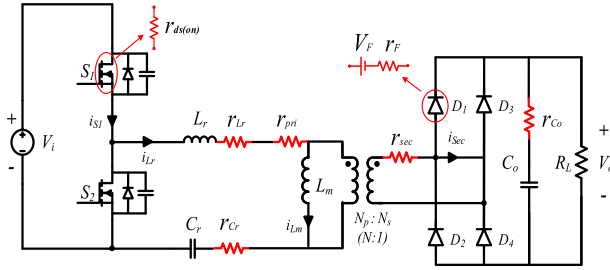 r_ds(on)
V_F r_F
S_1
D_1 D_3
+
L_r r_Lr r_pri
i_S1
r_Co
+
V_i
i_Lr
r_sec
i_Sec
C_o
R_L
V_o
-
S_2
L_m
-
C_r r_Cr
i_Lm
N_p : N_s
(N:1)
D_2 D_4